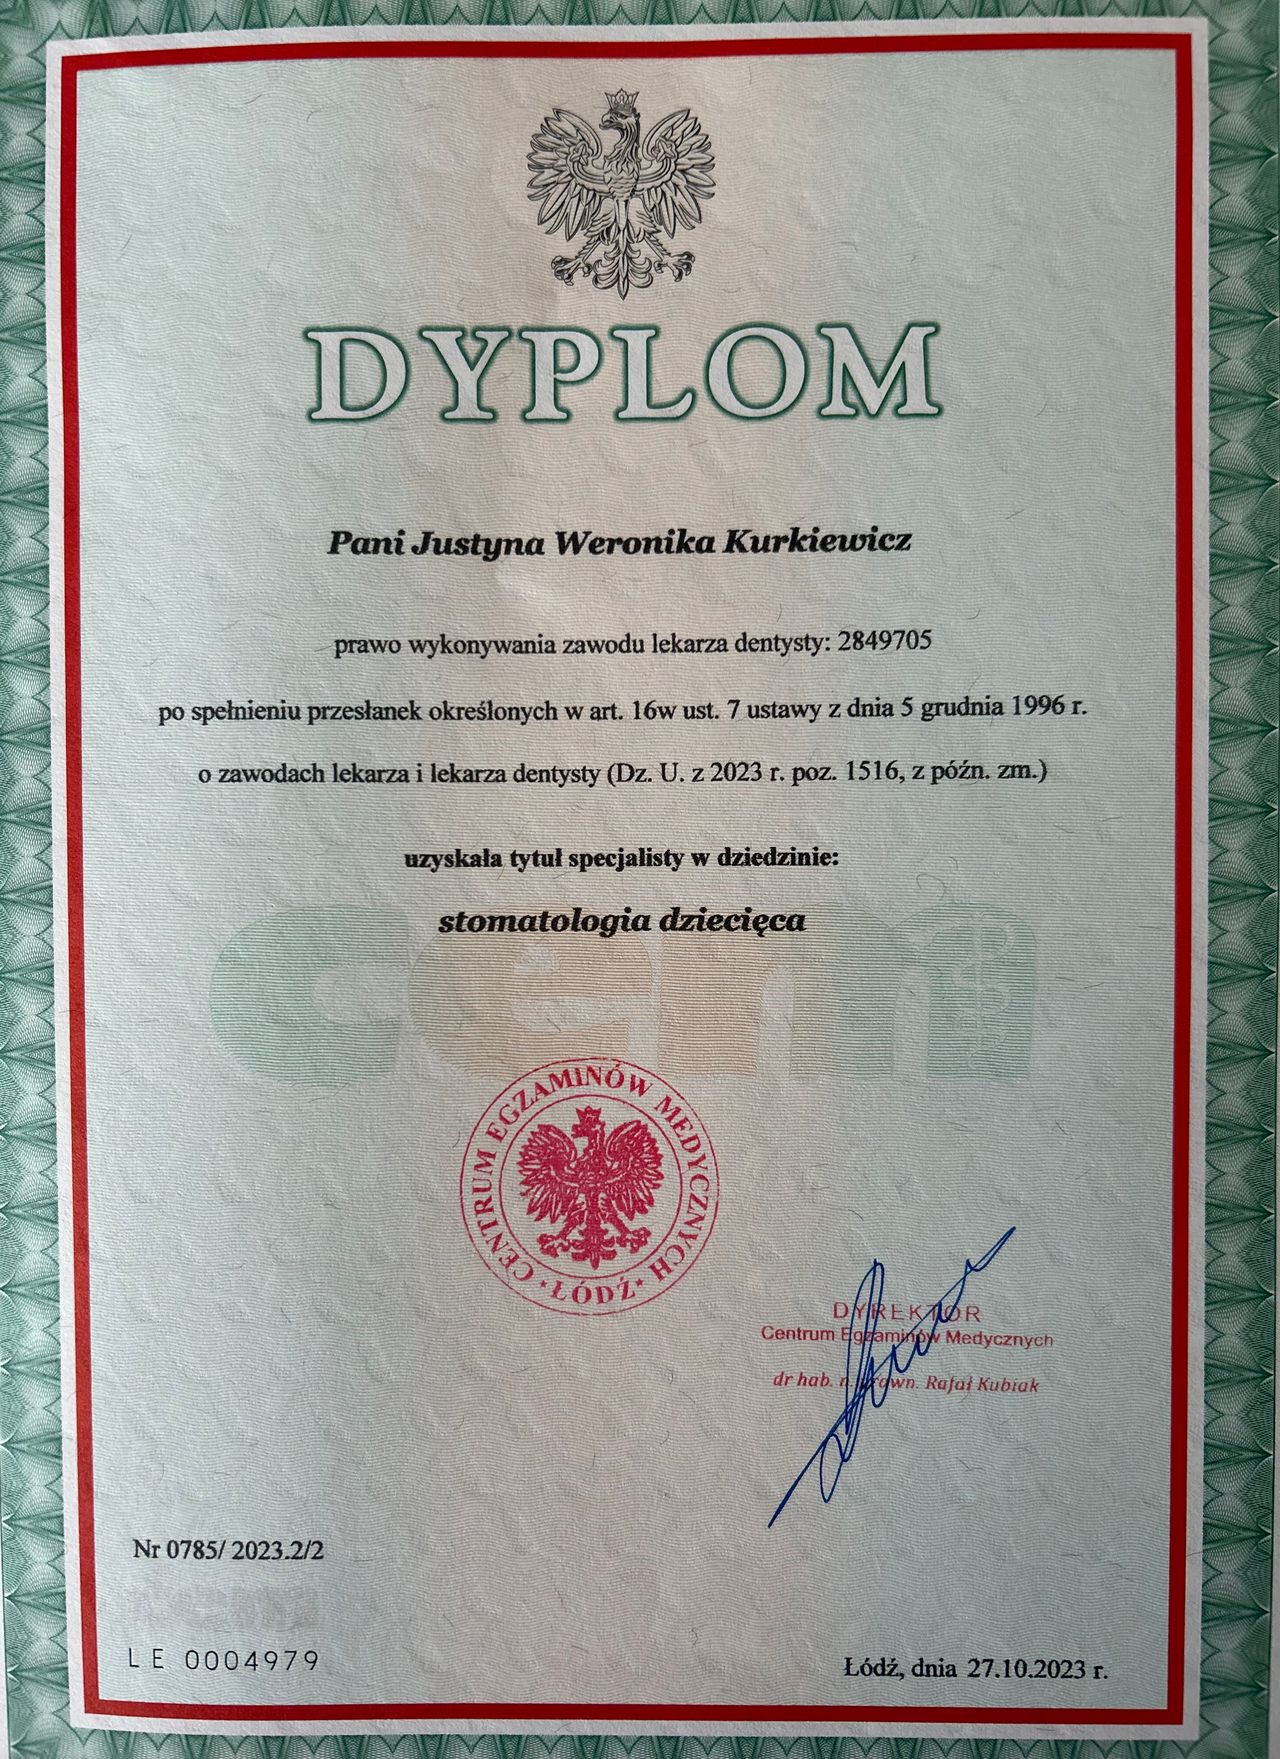 DYPLOM
Pani Justyna Weronika Kurkiewicz
prawo wykonywania zawodu lekarza dentysty: 2849705
po spełnieniu przesłanek określonych w art. 16w ust. 7 ustawy z dnia 5 grudnia 1996 r.
o zawodach lekarza i lekarza dentysty (Dz. U. z 2023 r. poz. 1516, z późn. zm.)
uzyskała tytuł specjalisty w dziedzinie:
stomatologia dziecięca
cem
CENTRUM EGZAMINÓW MEDYCZNYCH
* ŁÓDŹ *
DYREKTOR
Centrum Egzaminów Medycznych
dr hab. n. prawn. Rafał Kubiak
Nr 0785/ 2023.2/2
LE 0004979
Łódź, dnia 27.10.2023 r.